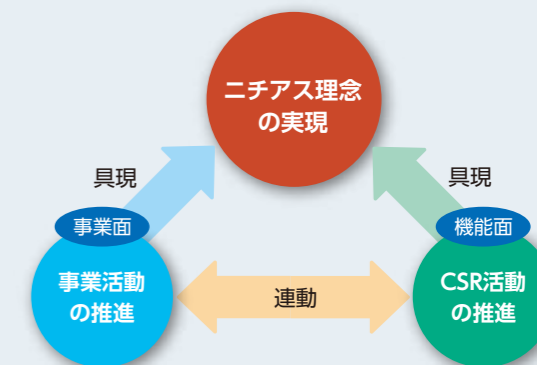 ニチアス理念
の実現
具現
具現
事業面
機能面
事業活動
の推進
連動
CSR活動
の推進